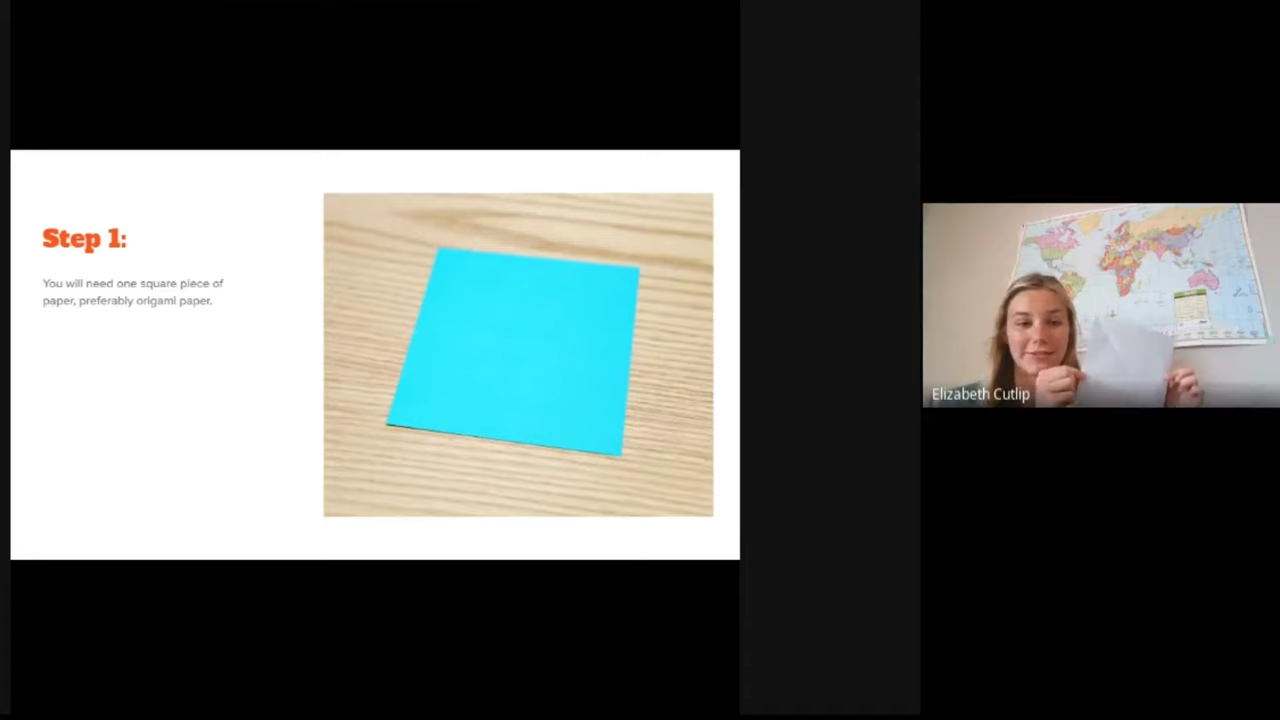 Step 1:
You will need one square piece of
paper, preferably origami paper.
Elizabeth Cutlip